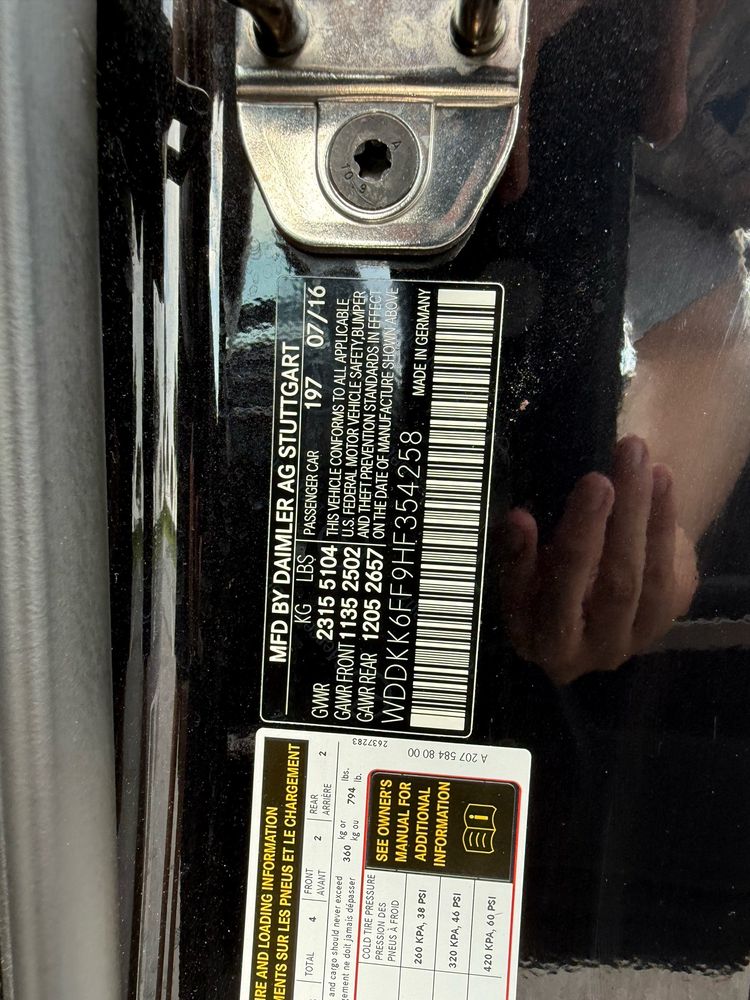 A
10-9
MFD BY DAIMLER AG STUTTGART
KG LBS
GVWR 2315 5104
GAWR FRONT 1135 2502
GAWR REAR 1205 2657
PASSENGER CAR 197 07/16
THIS VEHICLE CONFORMS TO ALL APPLICABLE
U.S. FEDERAL MOTOR VEHICLE SAFETY, BUMPER
AND THEFT PREVENTION STANDARDS IN EFFECT
ON THE DATE OF MANUFACTURE SHOWN ABOVE
WDDKK6FF9HF354258
MADE IN GERMANY
2637283
A 207 584 80 00
IRE AND LOADING INFORMATION
MENTS SUR LES PNEUS ET LE CHARGEMENT
TOTAL 4 FRONT 2 REAR 2
AVANT ARRIÈRE
and cargo should never exceed 360 kg or 794 lbs.
gement ne doit jamais dépasser kg ou lb.
COLD TIRE PRESSURE
PRESSION DES
PNEUS À FROID
260 KPA, 38 PSI
320 KPA, 46 PSI
420 KPA, 60 PSI
SEE OWNER'S
MANUAL FOR
ADDITIONAL
INFORMATION
i